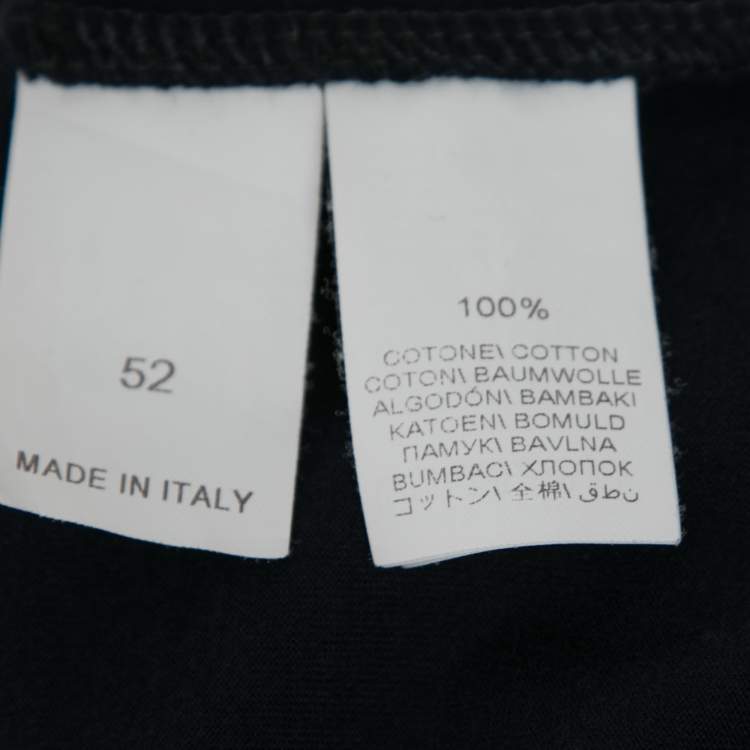 52
MADE IN ITALY
100%
COTONE\ COTTON
COTON\ BAUMWOLLE
ALGODÓN\ BAMBAKI
KATOEN\ BOMULD
ПАМУК\ BAVLNA
BUMBAC\ ХЛОПОК
コットン\ 全棉\ قطن